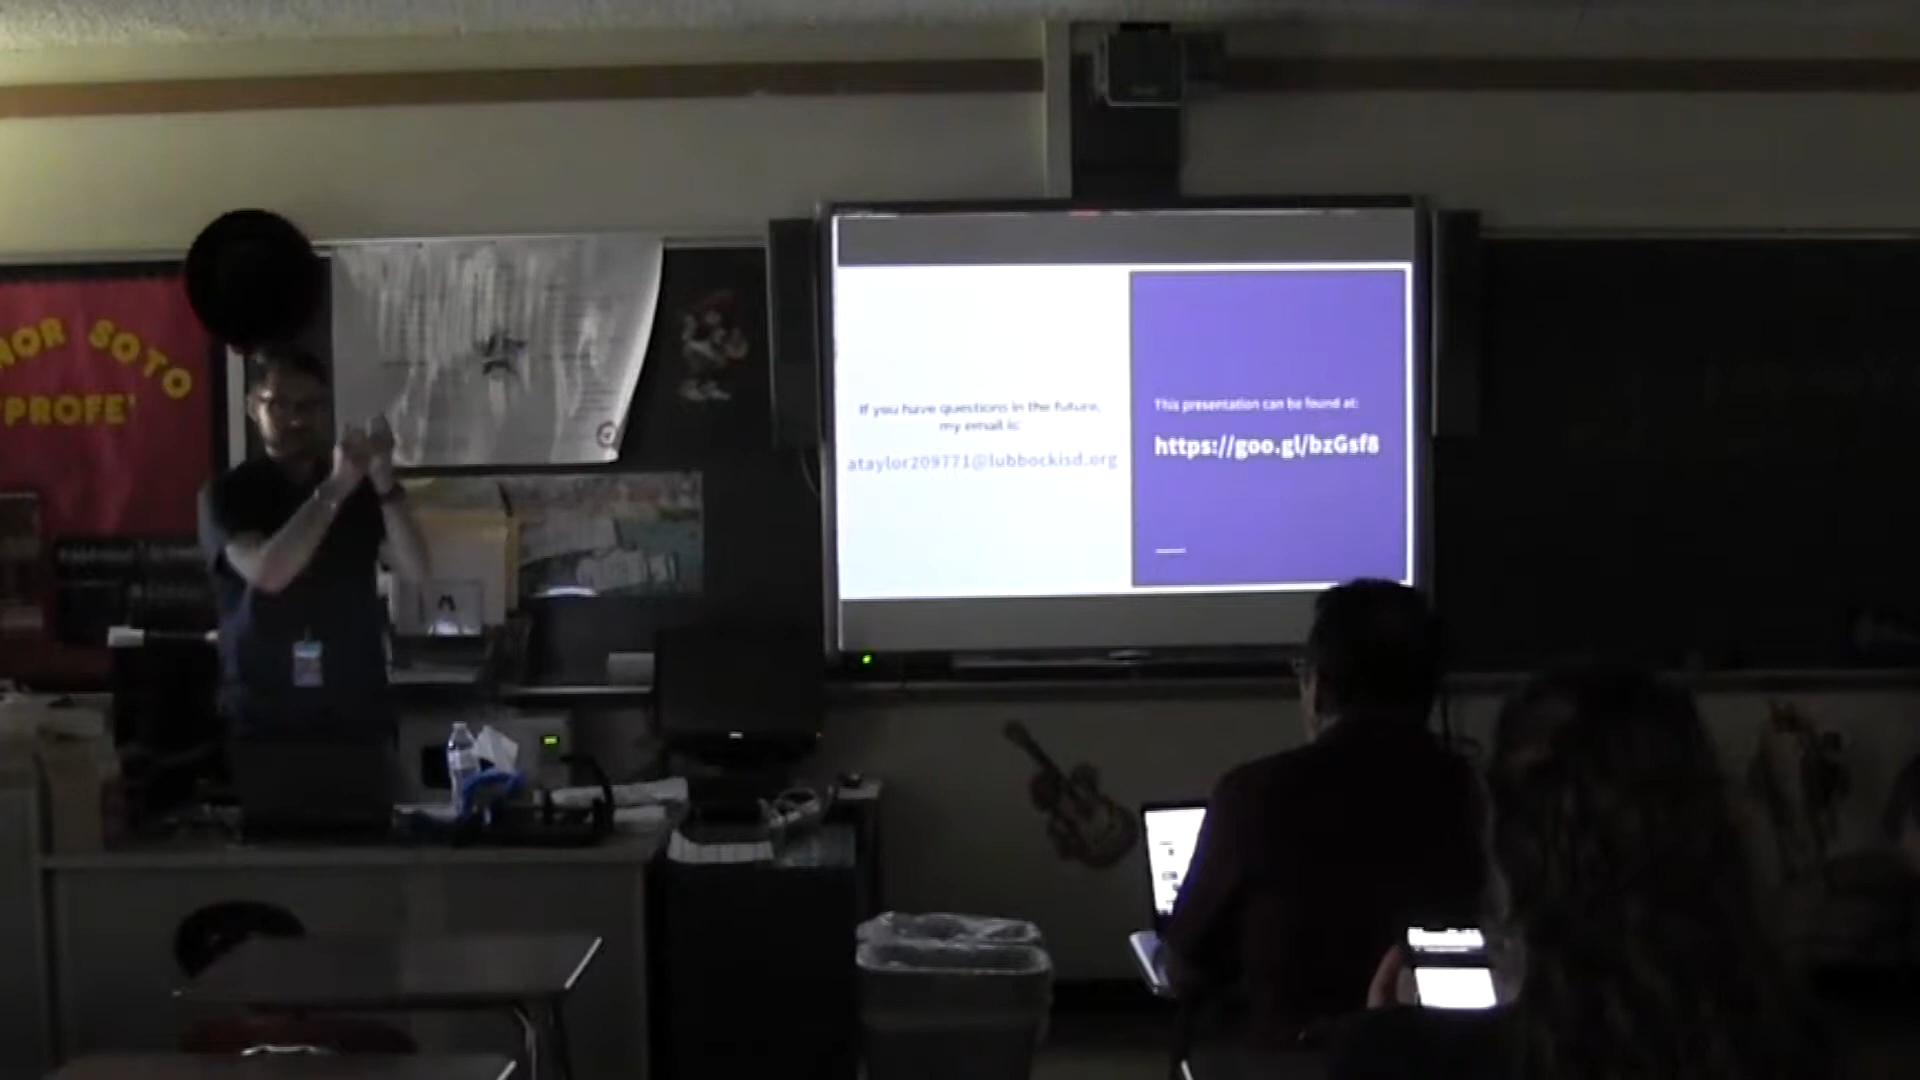 NOR SOTO
"PROFE"
If you have questions in the future,
my email is:
ataylor209771@lubbockisd.org
This presentation can be found at:
https://goo.gl/bzGsf8